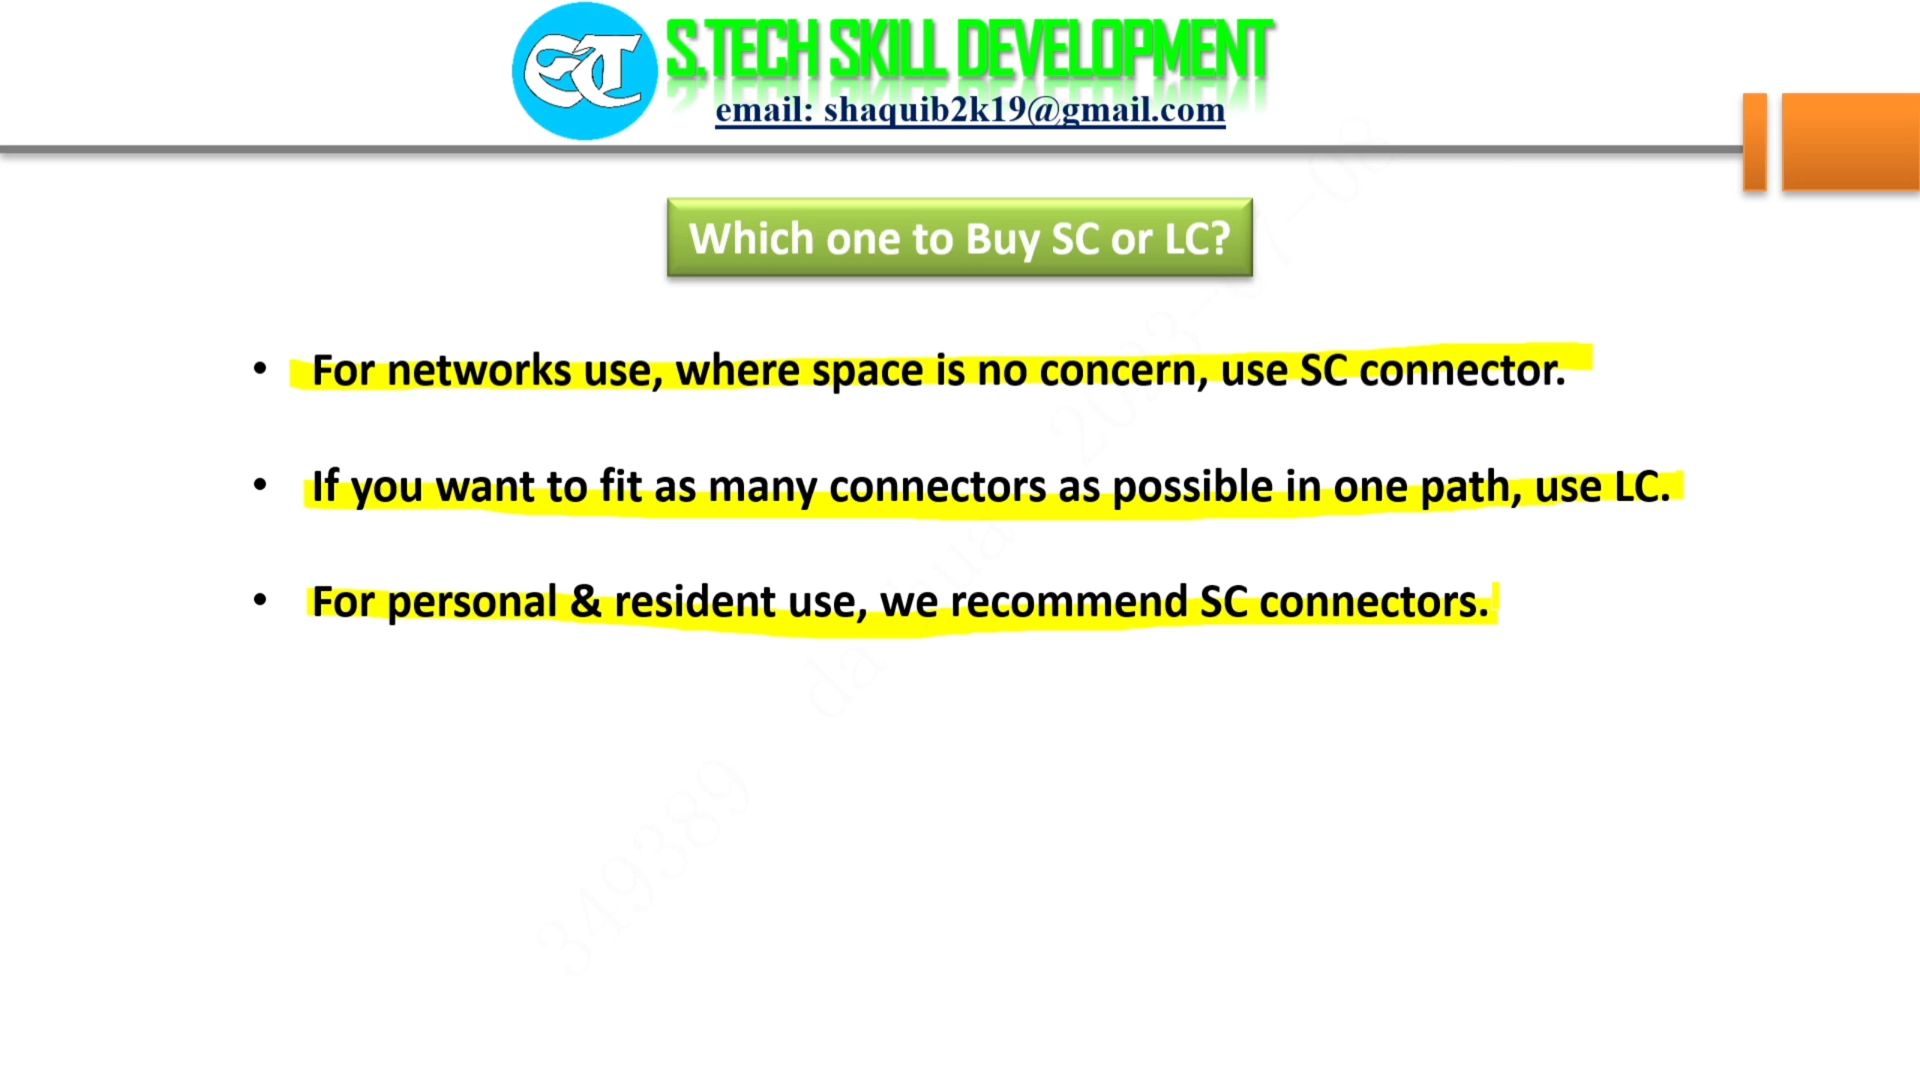 S.TECH SKILL DEVELOPMENT
email: shaquib2k19@gmail.com
Which one to Buy SC or LC?
• For networks use, where space is no concern, use SC connector.
• If you want to fit as many connectors as possible in one path, use LC.
• For personal & resident use, we recommend SC connectors.
349389